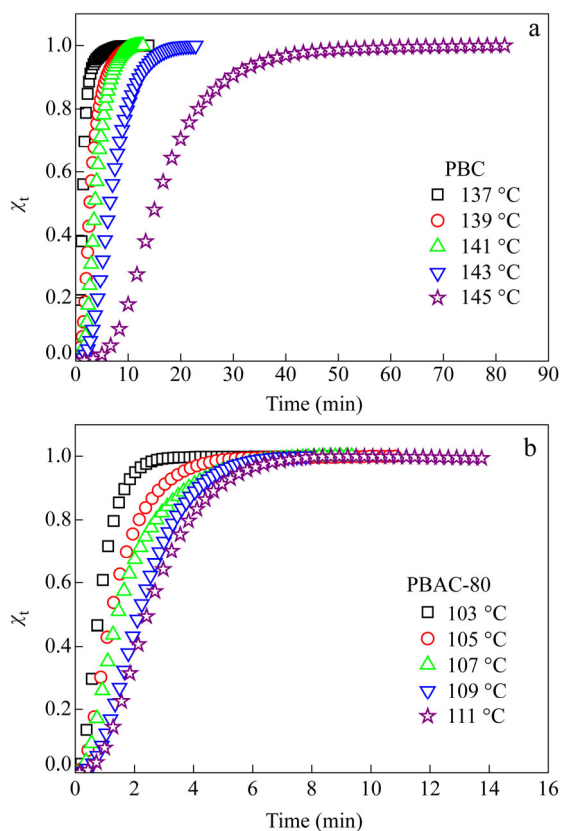 a
1.0
0.8
0.6
0.4
0.2
0.0
χt
PBC
137 °C
139 °C
141 °C
143 °C
145 °C
0 10 20 30 40 50 60 70 80 90
Time (min)
b
1.0
0.8
0.6
0.4
0.2
0.0
χt
PBAC-80
103 °C
105 °C
107 °C
109 °C
111 °C
0 2 4 6 8 10 12 14 16
Time (min)